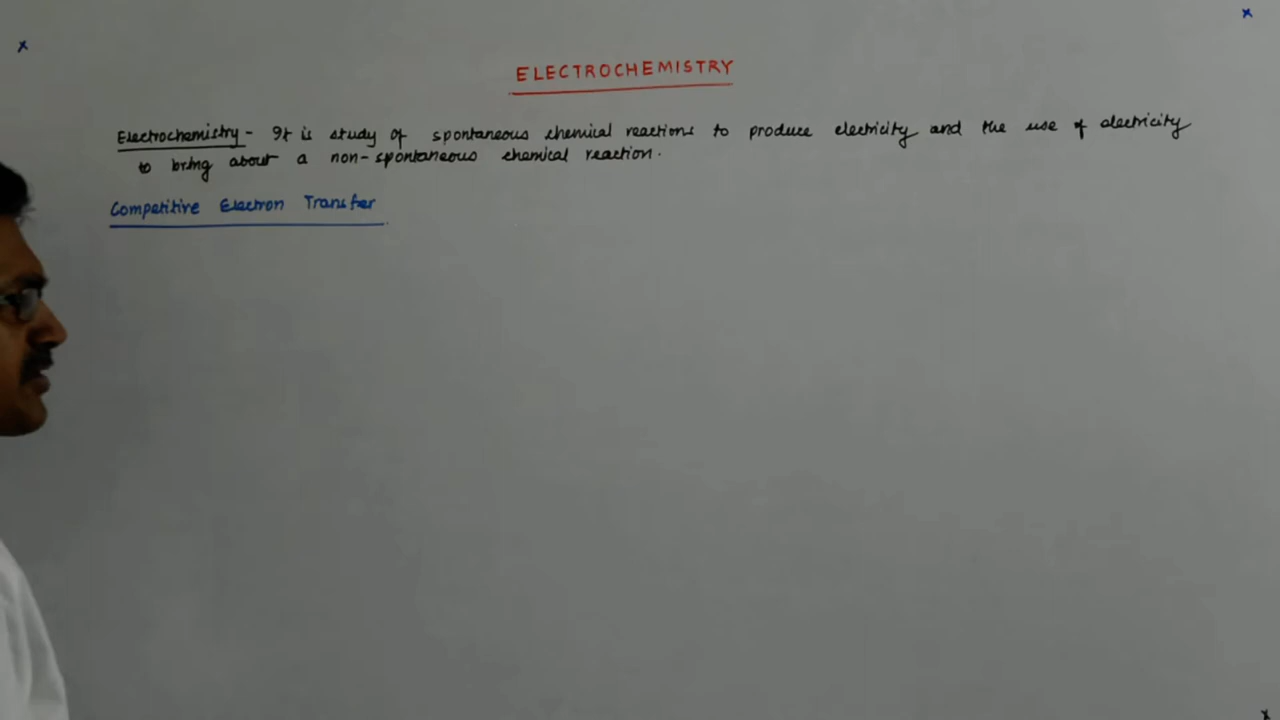 ELECTROCHEMISTRY
Electrochemistry - It is study of spontaneous chemical reactions to produce electricity and the use of electricity
to bring about a non-spontaneous chemical reaction.
Competitive Electron Transfer